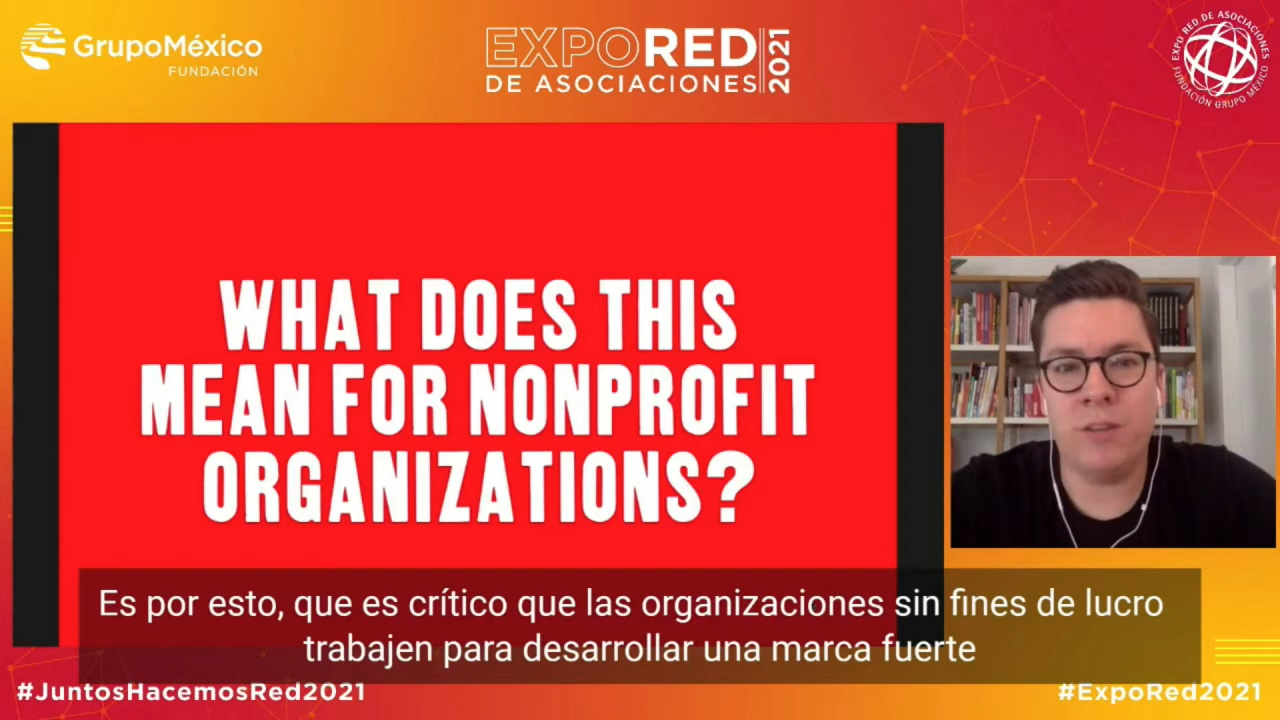 GrupoMéxico
FUNDACIÓN
EXPORED
DE ASOCIACIONES
2021
EXPO RED DE ASOCIACIONES
FUNDACIÓN GRUPO MÉXICO
WHAT DOES THIS
MEAN FOR NONPROFIT
ORGANIZATIONS?
Es por esto, que es crítico que las organizaciones sin fines de lucro
trabajen para desarrollar una marca fuerte
#JuntosHacemosRed2021
#ExpoRed2021